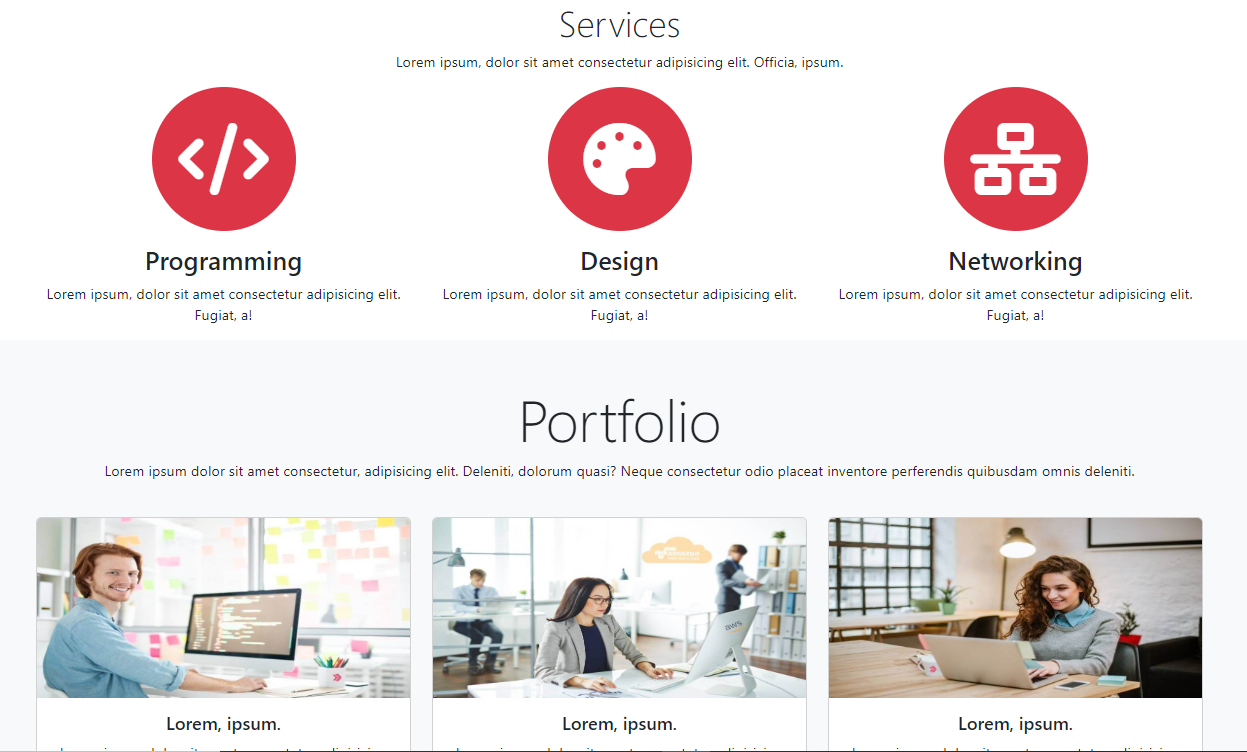 Services
Lorem ipsum, dolor sit amet consectetur adipisicing elit. Officia, ipsum.
Programming
Design
Networking
Lorem ipsum, dolor sit amet consectetur adipisicing elit.
Fugiat, a!
Lorem ipsum, dolor sit amet consectetur adipisicing elit.
Fugiat, a!
Lorem ipsum, dolor sit amet consectetur adipisicing elit.
Fugiat, a!
Portfolio
Lorem ipsum dolor sit amet consectetur, adipisicing elit. Deleniti, dolorum quasi? Neque consectetur odio placeat inventore perferendis quibusdam omnis deleniti.
aws
Lorem, ipsum.
Lorem, ipsum.
Lorem, ipsum.